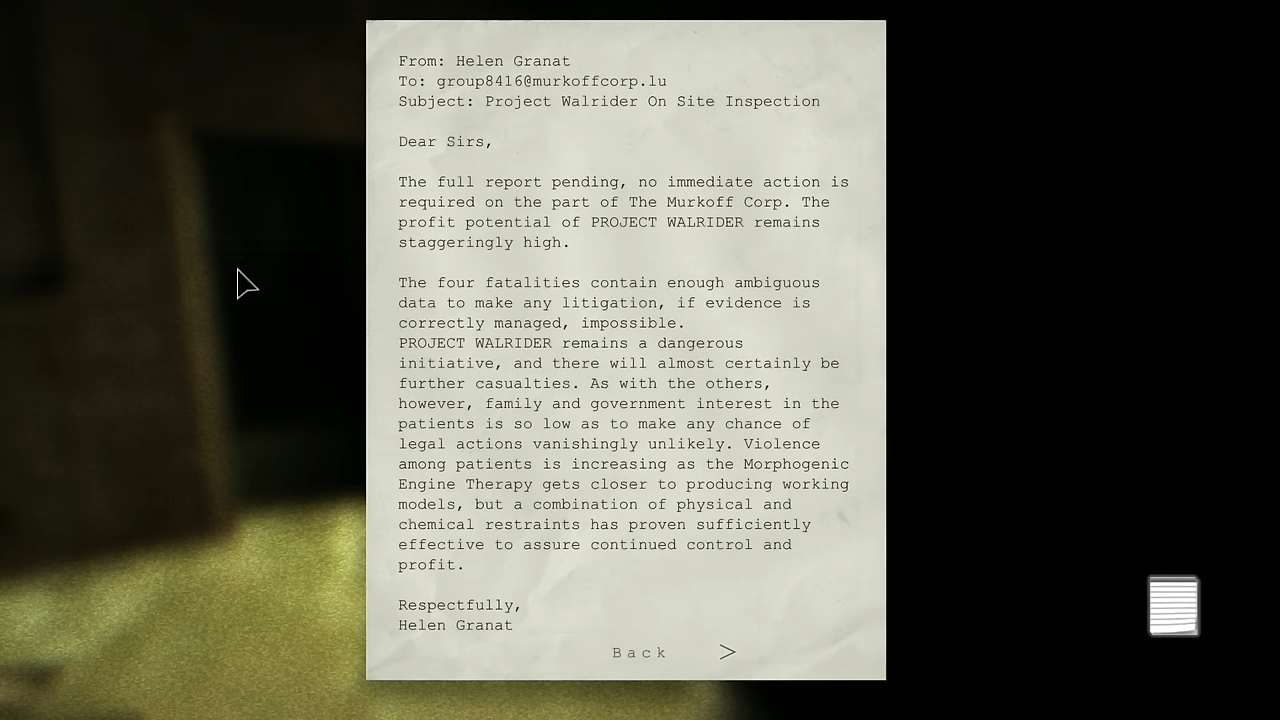 From: Helen Granat
To: group8416@murkoffcorp.lu
Subject: Project Walrider On Site Inspection
Dear Sirs,
The full report pending, no immediate action is
required on the part of The Murkoff Corp. The
profit potential of PROJECT WALRIDER remains
staggeringly high.
The four fatalities contain enough ambiguous
data to make any litigation, if evidence is
correctly managed, impossible.
PROJECT WALRIDER remains a dangerous
initiative, and there will almost certainly be
further casualties. As with the others,
however, family and government interest in the
patients is so low as to make any chance of
legal actions vanishingly unlikely. Violence
among patients is increasing as the Morphogenic
Engine Therapy gets closer to producing working
models, but a combination of physical and
chemical restraints has proven sufficiently
effective to assure continued control and
profit.
Respectfully,
Helen Granat
Back >